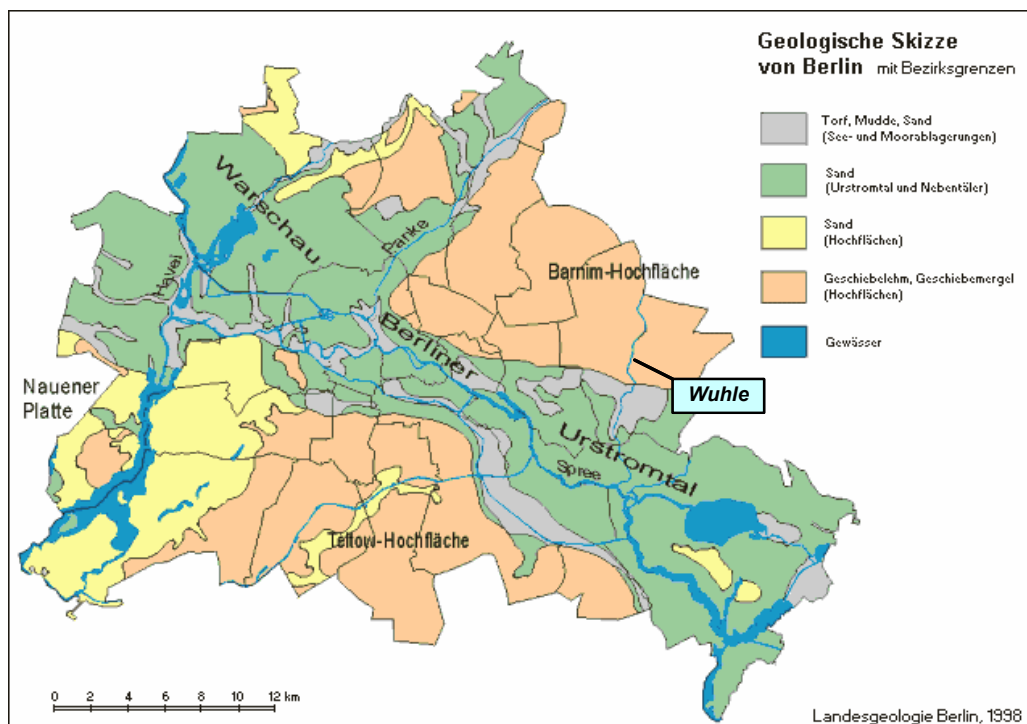 Geologische Skizze
von Berlin mit Bezirksgrenzen
Torf, Mudde, Sand
(See- und Moorablagerungen)
Sand
(Urstromtal und Nebentäler)
Sand
(Hochflächen)
Geschiebelehm, Geschiebemergel
(Hochflächen)
Gewässer
Warschau
Havel
Panke
Barnim-Hochfläche
Berliner
Nauener
Platte
Wuhle
Urstromtal
Spree
Teltow-Hochfläche
0 2 4 6 8 10 12 km
Landesgeologie Berlin, 1998